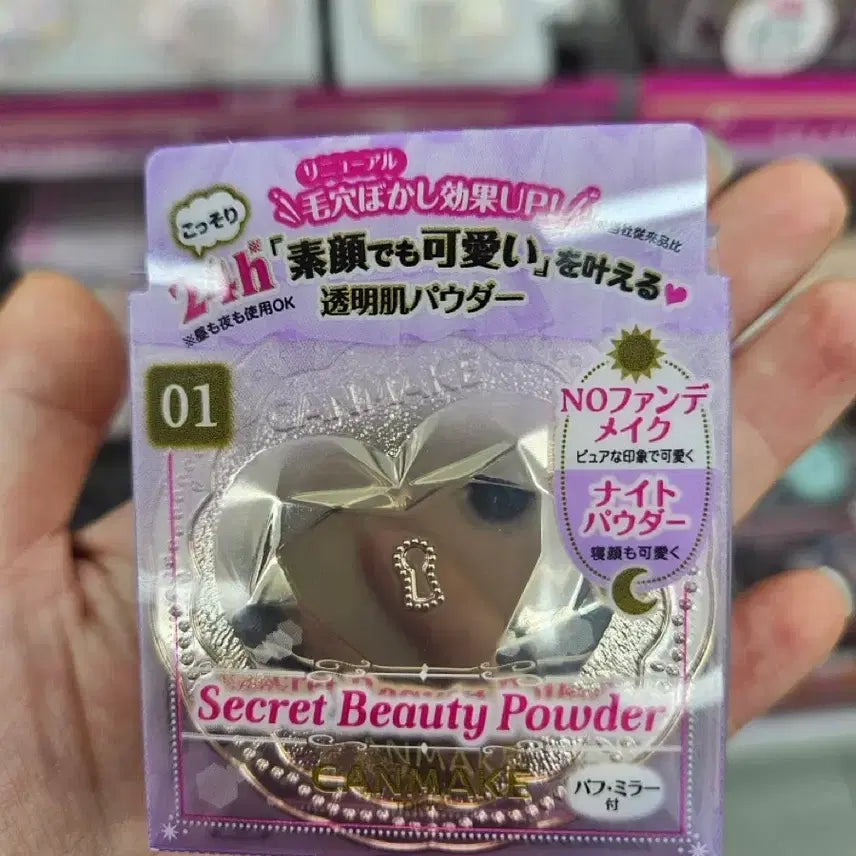 リニューアル
毛穴ぼかし効果UP!
※当社従来品比
こっそり
24h※「素顔でも可愛い」を叶える
透明肌パウダー
※昼も夜も使用OK
01
CANMAKE
NOファンデ
メイク
ピュアな印象で可愛く
ナイト
パウダー
寝顔も可愛く
Secret Beauty Powder
CANMAKE
パフ・ミラー
付